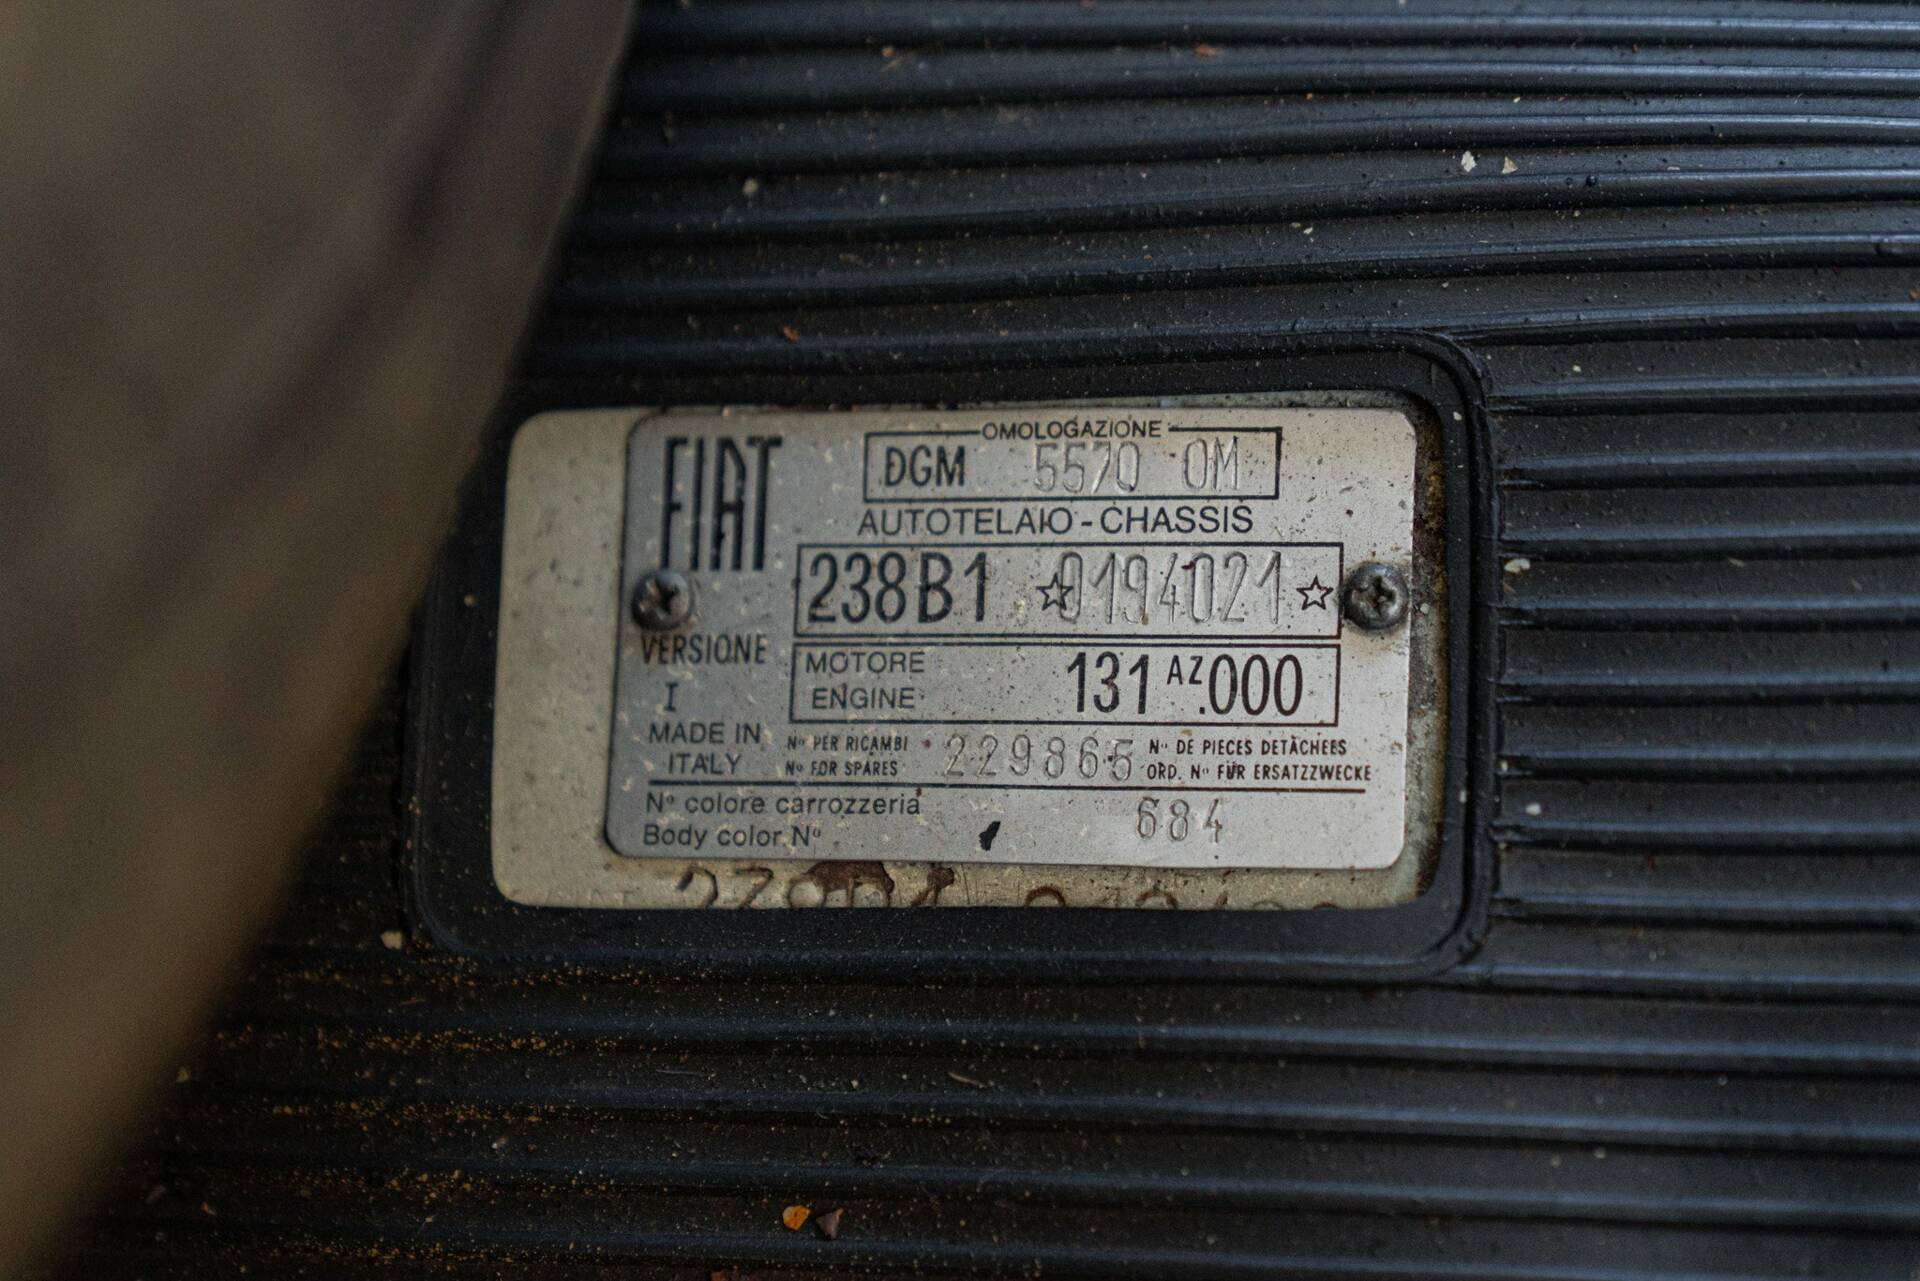 FIAT
OMOLOGAZIONE
DGM 5570 OM
AUTOTELAIO - CHASSIS
238B1 ☆0194021☆
VERSIONE
I
MOTORE
ENGINE
131 AZ.000
MADE IN
ITALY
Nº PER RICAMBI
Nº FOR SPARES
229865
Nº DE PIECES DETACHEES
ORD. Nº FÜR ERSATZZWECKE
Nº colore carrozzeria
Body color Nº
684